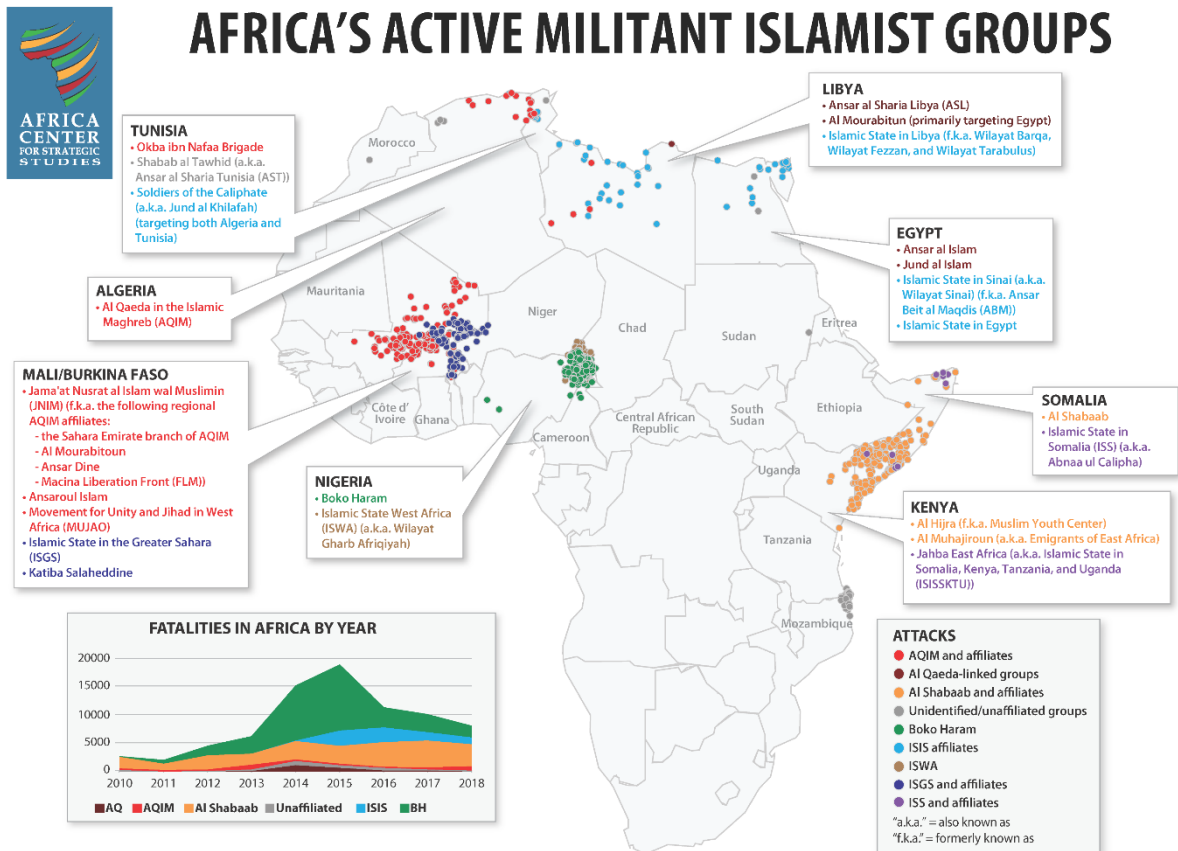 AFRICA'S ACTIVE MILITANT ISLAMIST GROUPS
AFRICA
CENTER
FOR STRATEGIC
STUDIES
TUNISIA
• Okba ibn Nafaa Brigade
• Shabab al Tawhid (a.k.a.
Ansar al Sharia Tunisia (AST))
• Soldiers of the Caliphate
(a.k.a. Jund al Khilafah)
(targeting both Algeria and
Tunisia)
LIBYA
• Ansar al Sharia Libya (ASL)
• Al Mourabitun (primarily targeting Egypt)
• Islamic State in Libya (f.k.a. Wilayat Barqa,
Wilayat Fezzan, and Wilayat Tarabulus)
EGYPT
• Ansar al Islam
• Jund al Islam
• Islamic State in Sinai (a.k.a.
Wilayat Sinai) (f.k.a. Ansar
Beit al Maqdis (ABM))
• Islamic State in Egypt
ALGERIA
• Al Qaeda in the Islamic
Maghreb (AQIM)
MALI/BURKINA FASO
• Jama'at Nusrat al Islam wal Muslimin
(JNIM) (f.k.a. the following regional
AQIM affiliates:
- the Sahara Emirate branch of AQIM
- Al Mourabitoun
- Ansar Dine
- Macina Liberation Front (FLM))
• Ansaroul Islam
• Movement for Unity and Jihad in West
Africa (MUJAO)
• Islamic State in the Greater Sahara
(ISGS)
• Katiba Salaheddine
NIGERIA
• Boko Haram
• Islamic State West Africa
(ISWA) (a.k.a. Wilayat
Gharb Afriqiyah)
SOMALIA
• Al Shabaab
• Islamic State in
Somalia (ISS) (a.k.a.
Abnaa ul Calipha)
KENYA
• Al Hijra (f.k.a. Muslim Youth Center)
• Al Muhajiroun (a.k.a. Emigrants of East Africa)
• Jahba East Africa (a.k.a. Islamic State in
Somalia, Kenya, Tanzania, and Uganda
(ISISSKTU))
Morocco
Mauritania
Niger
Chad
Sudan
Eritrea
Côte d'
Ivoire
Ghana
Cameroon
Central African
Republic
South
Sudan
Ethiopia
Uganda
Tanzania
Mozambique
FATALITIES IN AFRICA BY YEAR
20000
15000
10000
5000
0
2010 2011 2012 2013 2014 2015 2016 2017 2018
AQ AQIM Al Shabaab Unaffiliated ISIS BH
ATTACKS
AQIM and affiliates
Al Qaeda-linked groups
Al Shabaab and affiliates
Unidentified/unaffiliated groups
Boko Haram
ISIS affiliates
ISWA
ISGS and affiliates
ISS and affiliates
"a.k.a." = also known as
"f.k.a." = formerly known as